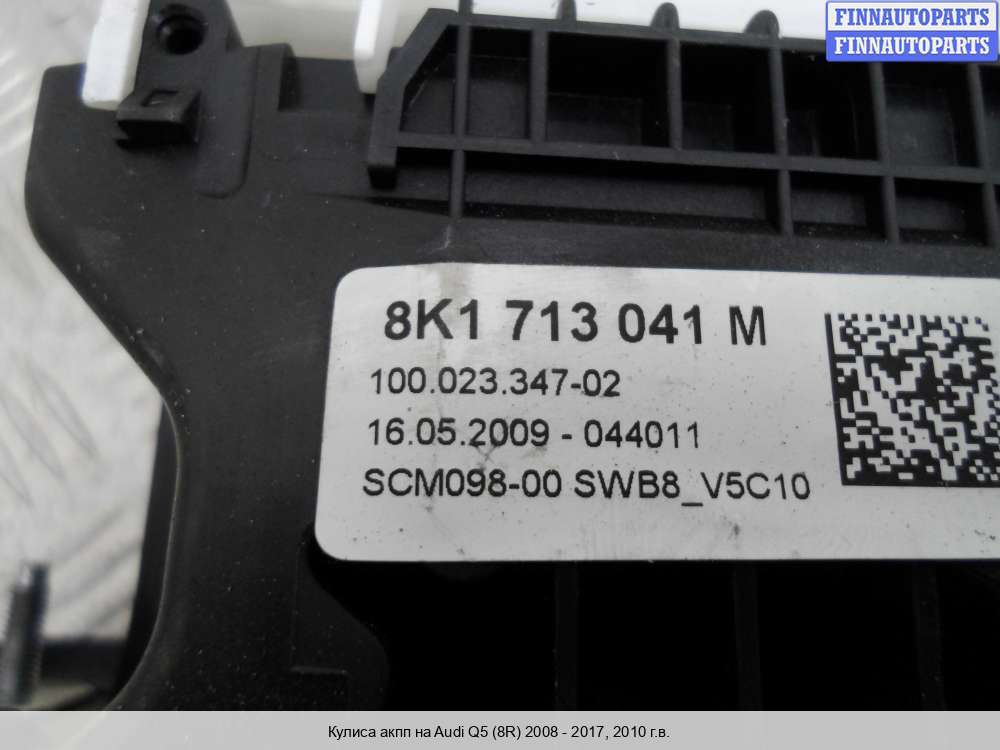 FINNAUTOPARTS
FINNAUTOPARTS
8K1 713 041 M
100.023.347-02
16.05.2009 - 044011
SCM098-00 SWB8_V5C10
Кулиса акпп на Audi Q5 (8R) 2008 - 2017, 2010 г.в.